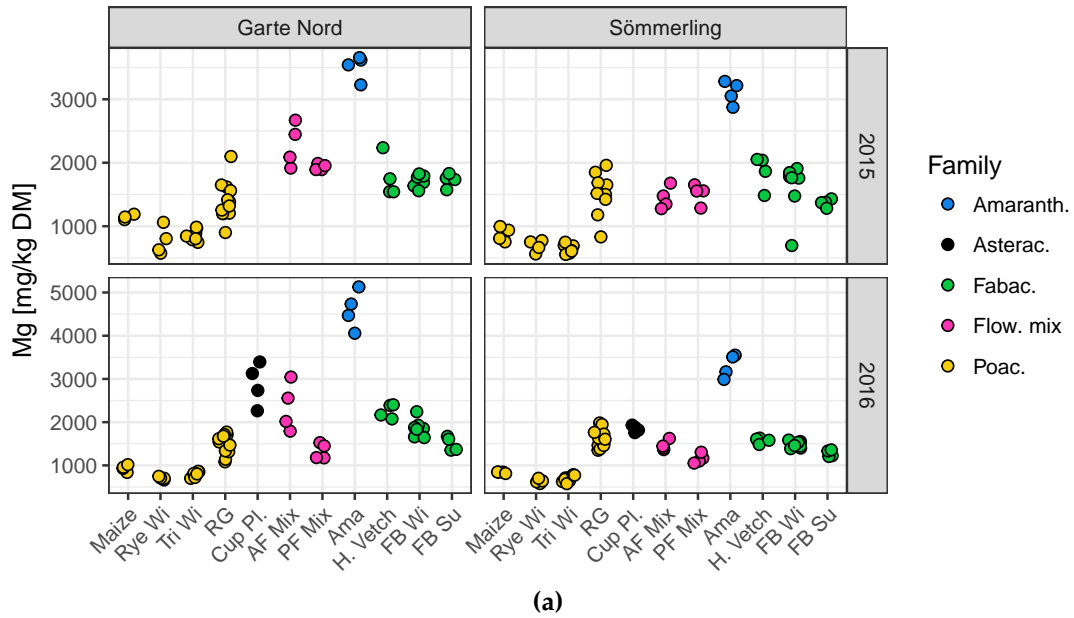 Garte Nord
Sömmerling
Mg [mg/kg DM]
3000
2000
1000
2015
5000
4000
3000
2000
1000
2016
Maize
Rye Wi
Tri Wi
RG
Cup Pl.
AF Mix
PF Mix
Ama
H. Vetch
FB Wi
FB Su
Maize
Rye Wi
Tri Wi
RG
Cup Pl.
AF Mix
PF Mix
Ama
H. Vetch
FB Wi
FB Su
Family
Amaranth.
Asterac.
Fabac.
Flow. mix
Poac.
(a)